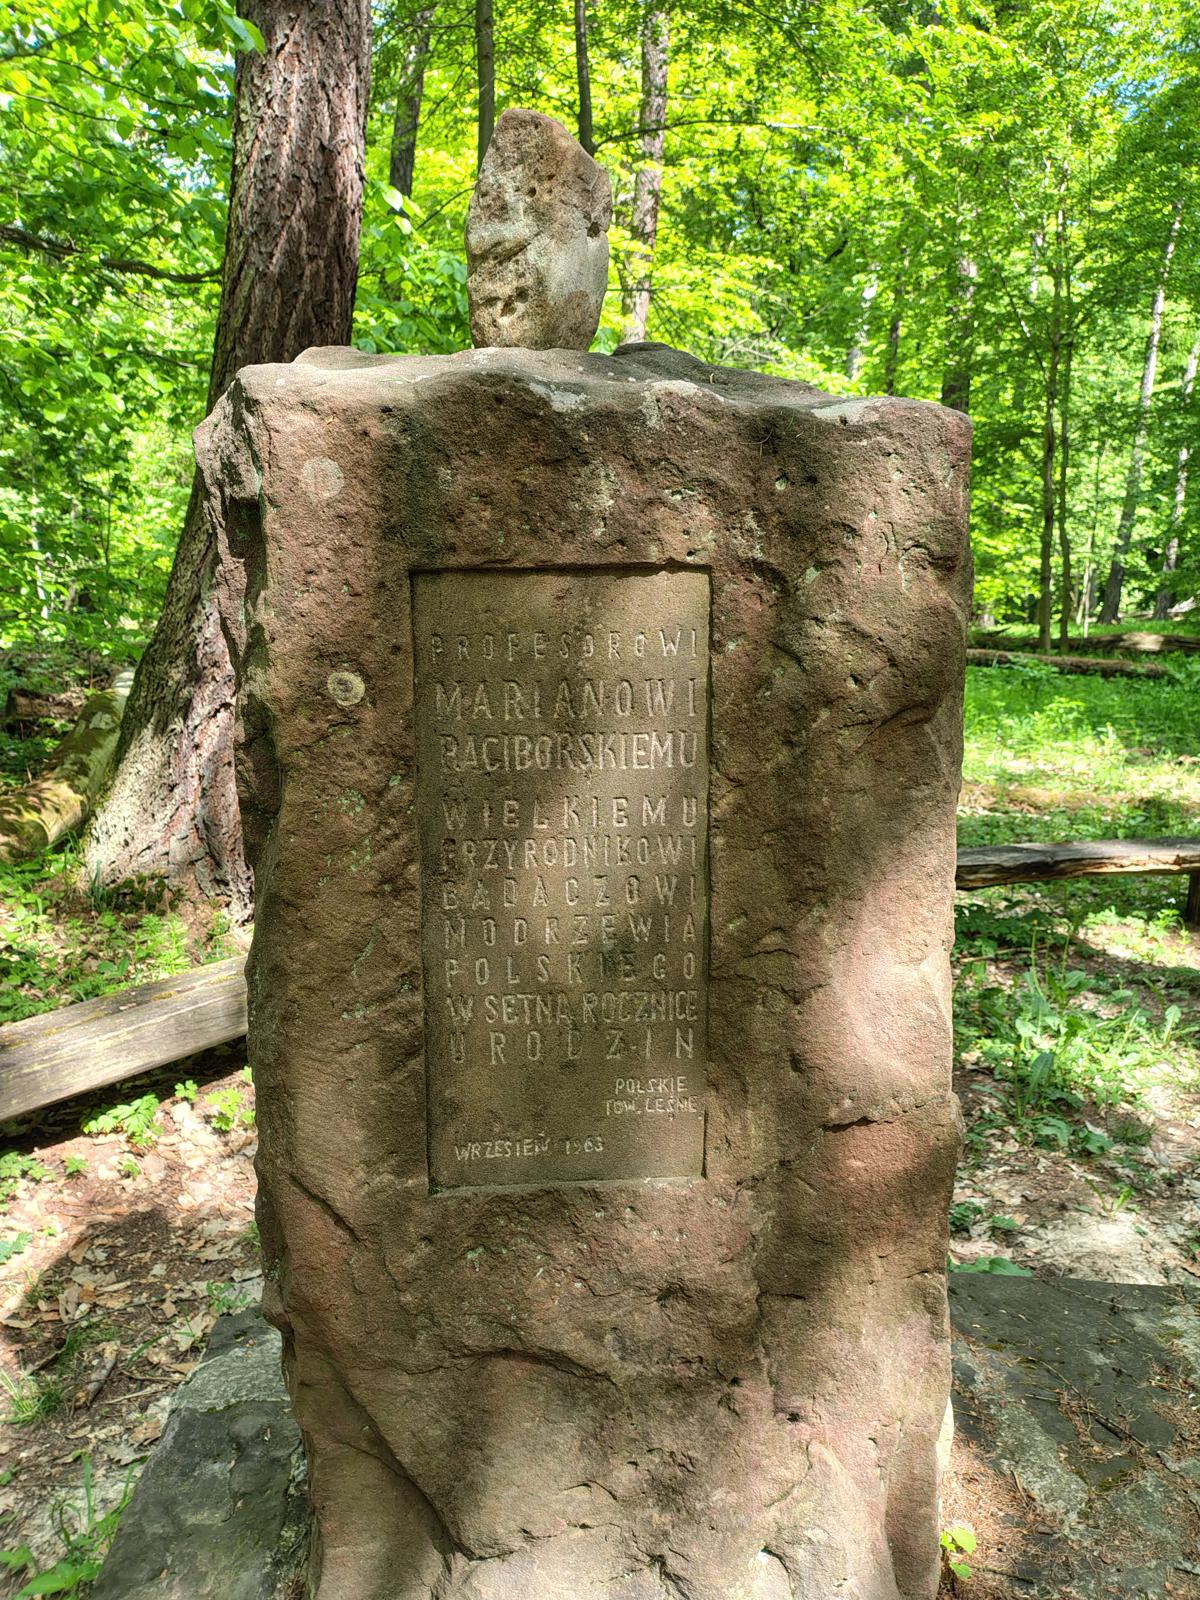 PROFESOROWI
MARIANOWI
RACIBORSKIEMU
WIELKIEMU
PRZYRODNIKOWI
BADACZOWI
MODRZEWIA
POLSKIEGO
W SETNĄ ROCZNICĘ
URODZIN
POLSKIE
TOW. LEŚNE
WRZESIEŃ 1963